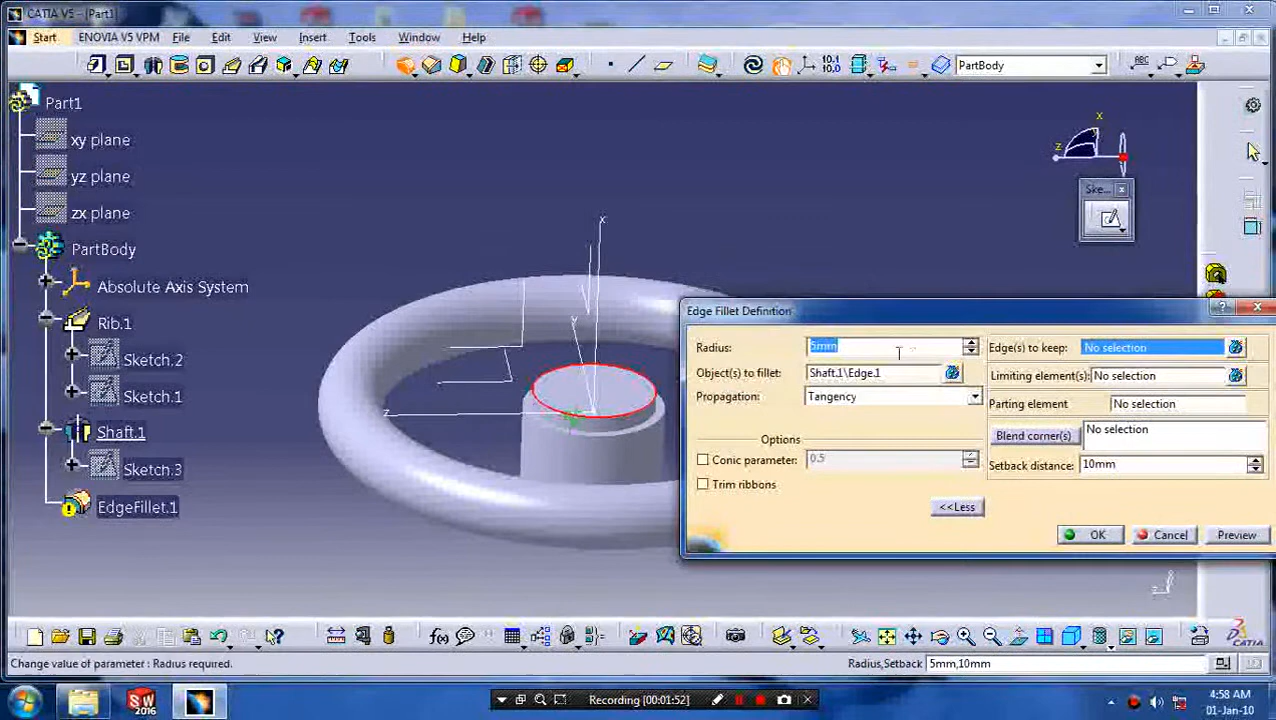 CATIA V5 - [Part1]
Start ENOVIA V5 VPM File Edit View Insert Tools Window Help
PartBody
Part1
xy plane
yz plane
zx plane
PartBody
Absolute Axis System
Rib.1
Sketch.2
Sketch.1
Shaft.1
Sketch.3
EdgeFillet.1
x
y
z
x
z
Ske...
Edge Fillet Definition
Radius: 5mm
Edge(s) to keep: No selection
Object(s) to fillet: Shaft.1\Edge.1
Limiting element(s): No selection
Propagation: Tangency
Parting element No selection
Options
Blend corner(s) No selection
Conic parameter: 0.5
Setback distance: 10mm
Trim ribbons
<<Less
OK Cancel Preview
Change value of parameter : Radius required.
Radius,Setback 5mm,10mm
SW 2016
Recording [00:01:52]
4:58 AM
01-Jan-10